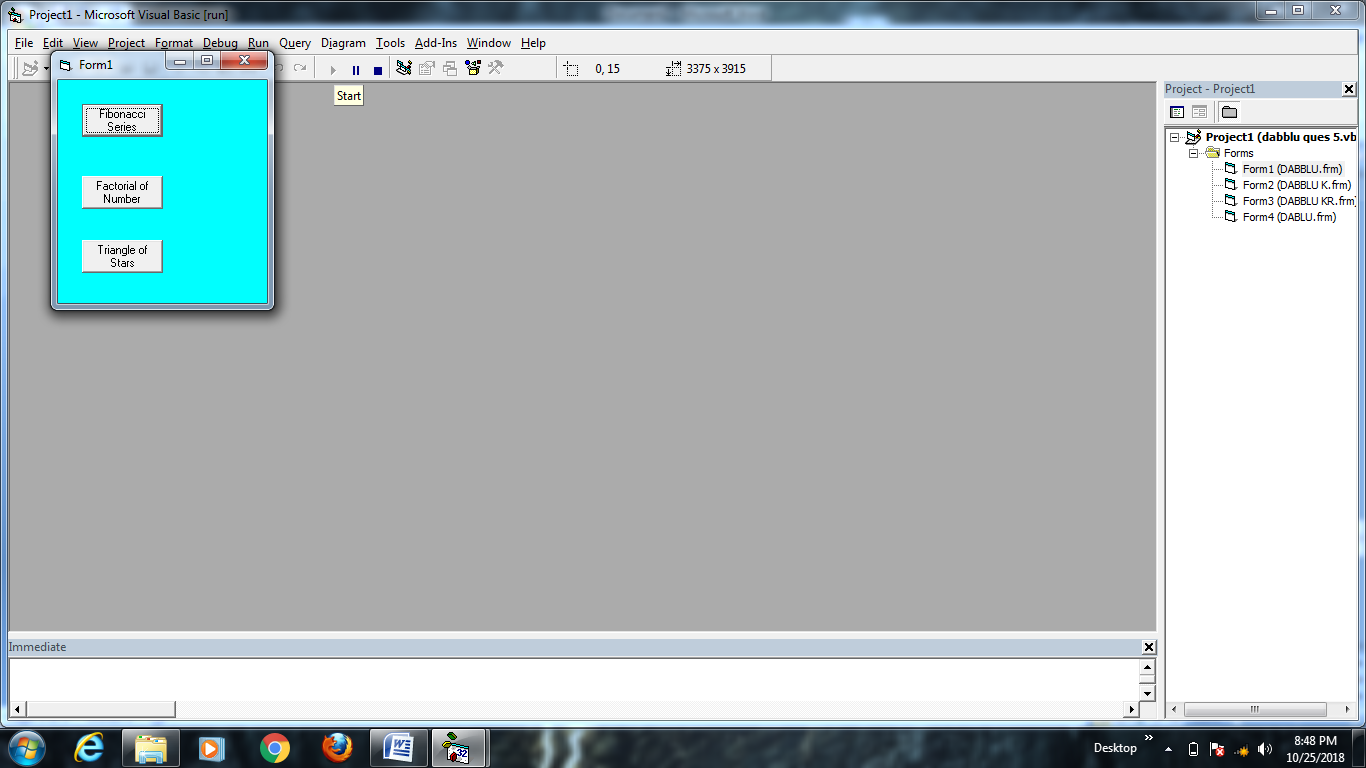 Project1 - Microsoft Visual Basic [run]
File Edit View Project Format Debug Run Query Diagram Tools Add-Ins Window Help
Form1
0, 15
3375 x 3915
Start
Fibonacci
Series
Factorial of
Number
Triangle of
Stars
Project - Project1
Project1 (dabblu ques 5.vb
Forms
Form1 (DABBLU.frm)
Form2 (DABBLU K.frm)
Form3 (DABBLU KR.frm)
Form4 (DABLU.frm)
Immediate
Desktop
8:48 PM
10/25/2018